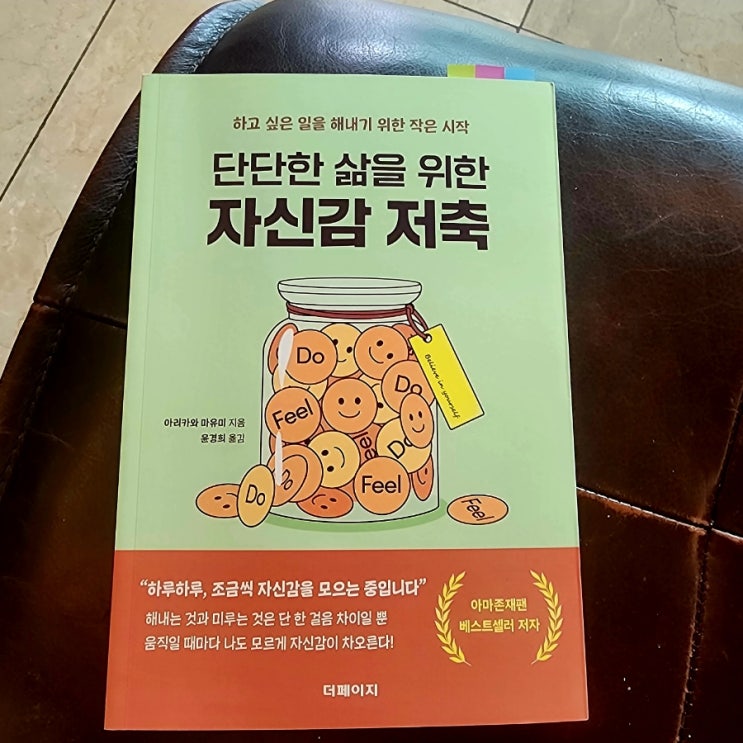 하고 싶은 일을 해내기 위한 작은 시작
단단한 삶을 위한
자신감 저축
Do
Do
Believe in yourself
Feel
아리카와 마유미 지음
윤경희 옮김
Feel
Do
Do
Feel
Feel
“하루하루, 조금씩 자신감을 모으는 중입니다”
해내는 것과 미루는 것은 단 한 걸음 차이일 뿐
움직일 때마다 나도 모르게 자신감이 차오른다!
아마존재팬
베스트셀러 저자
더페이지